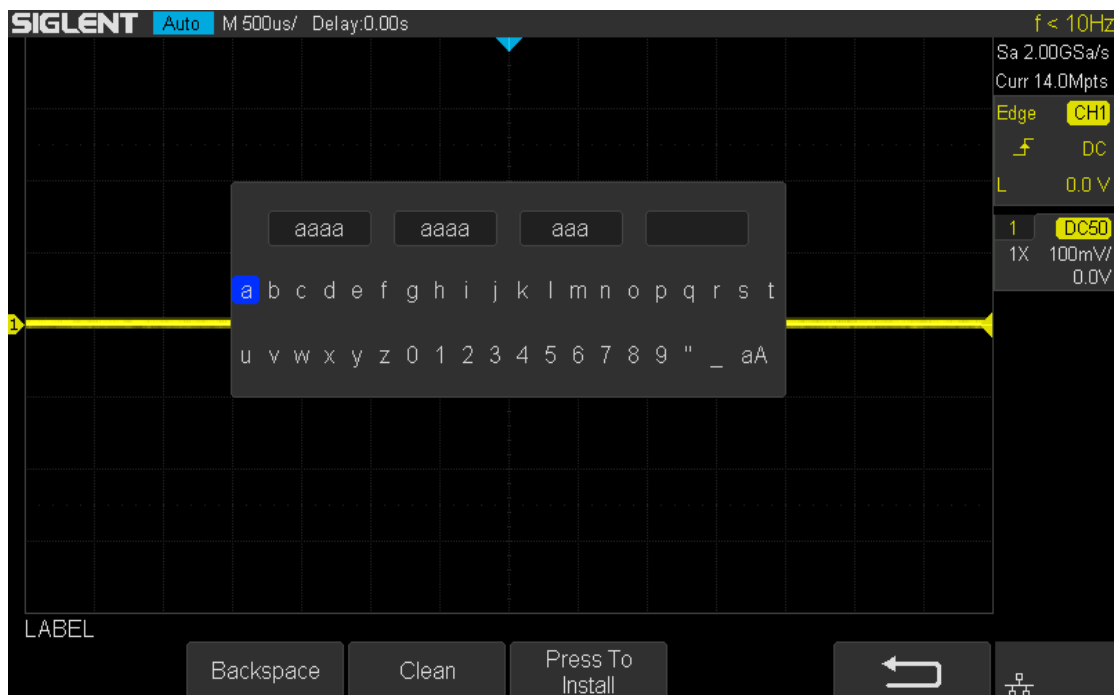 SIGLENT Auto M 500us/ Delay:0.00s f < 10Hz
Sa 2.00GSa/s
Curr 14.0Mpts
Edge CH1
DC
L 0.0 V
1 DC50
1X 100mV/
0.0V
aaaa aaaa aaa
a b c d e f g h i j k l m n o p q r s t
1
u v w x y z 0 1 2 3 4 5 6 7 8 9 " _ aA
LABEL
Backspace Clean Press To
Install